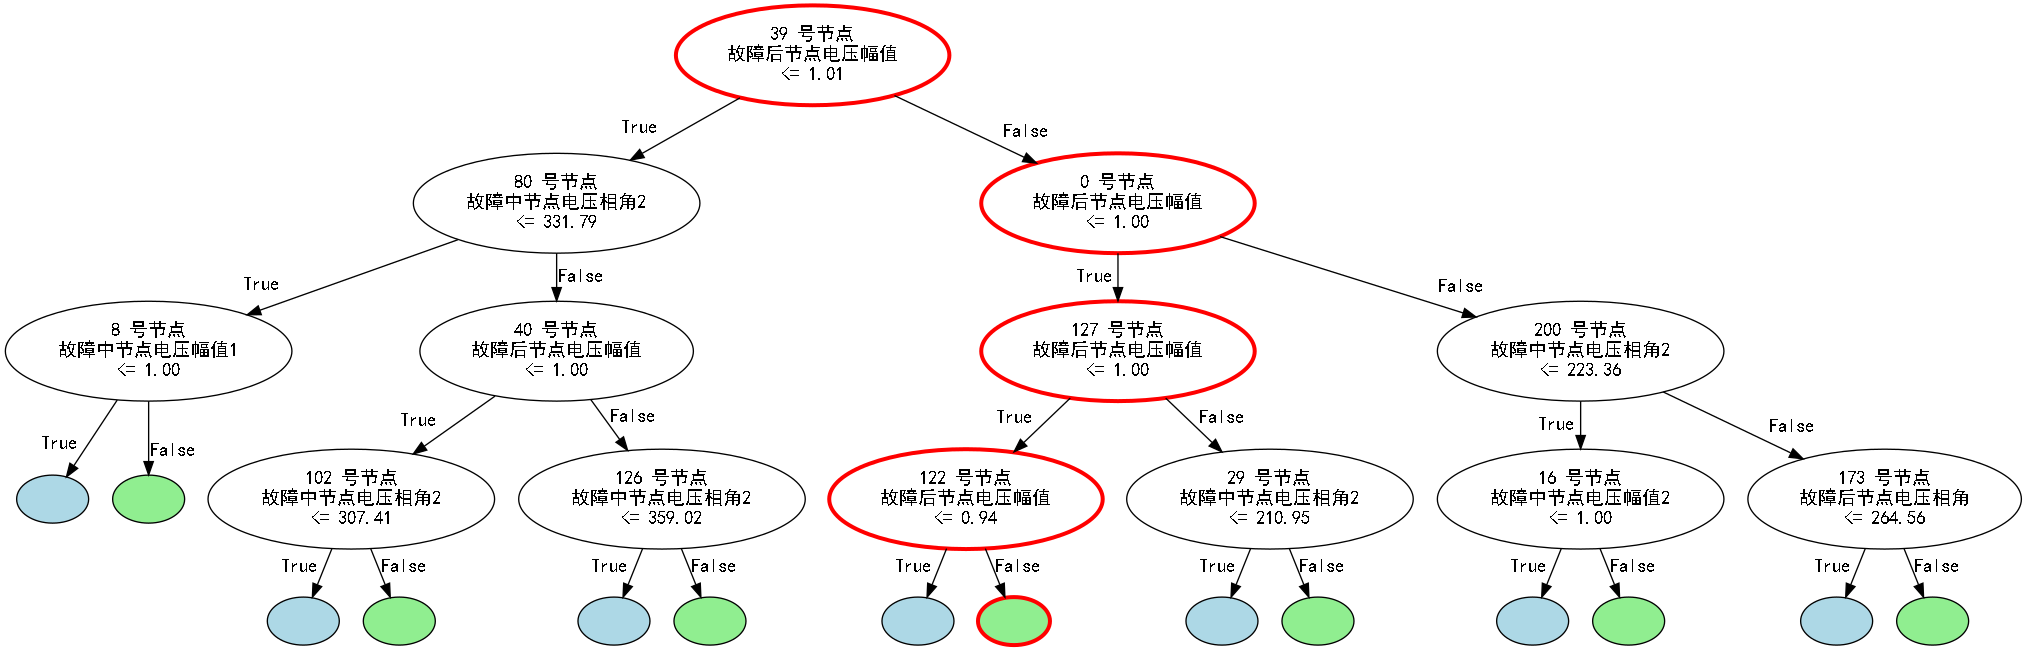 39 号节点
故障后节点电压幅值
<= 1.01
True
False
80 号节点
故障中节点电压相角2
<= 331.79
0 号节点
故障后节点电压幅值
<= 1.00
True
False
True
False
8 号节点
故障中节点电压幅值1
<= 1.00
40 号节点
故障后节点电压幅值
<= 1.00
127 号节点
故障后节点电压幅值
<= 1.00
200 号节点
故障中节点电压相角2
<= 223.36
True
False
True
False
True
False
True
False
102 号节点
故障中节点电压相角2
<= 307.41
126 号节点
故障中节点电压相角2
<= 359.02
122 号节点
故障后节点电压幅值
<= 0.94
29 号节点
故障中节点电压相角2
<= 210.95
16 号节点
故障中节点电压幅值2
<= 1.00
173 号节点
故障后节点电压相角
<= 264.56
True
False
True
False
True
False
True
False
True
False
True
False